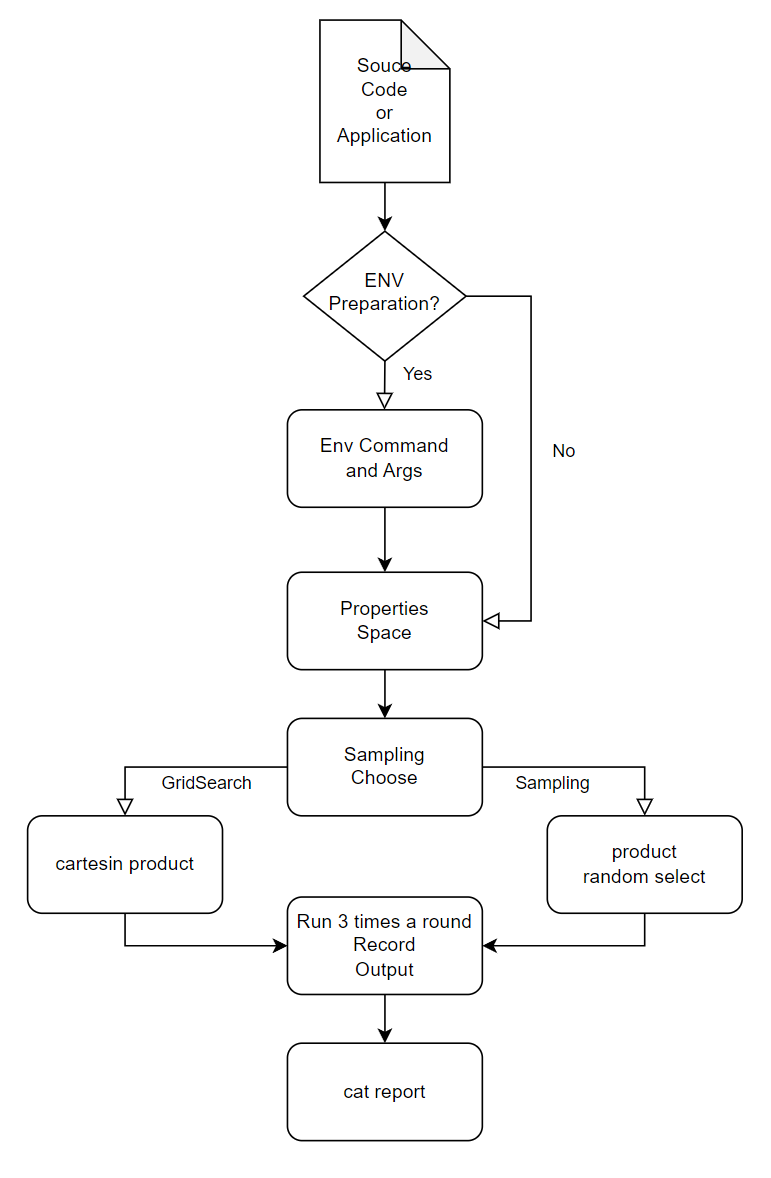 Souce
Code
or
Application
ENV
Preparation?
Yes
Env Command
and Args
No
Properties
Space
Sampling
Choose
GridSearch
Sampling
cartesin product
product
random select
Run 3 times a round
Record
Output
cat report